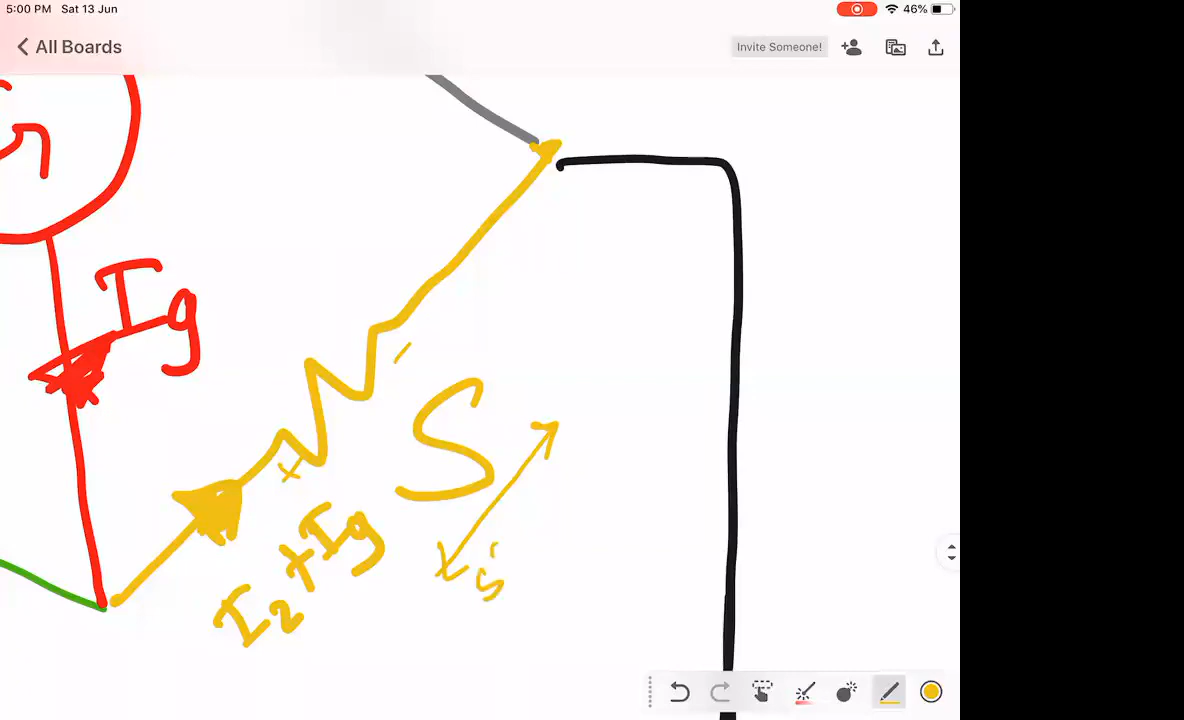 5:00 PM Sat 13 Jun
46%
All Boards
Invite Someone!
G
Ig
S
I2+Ig
S